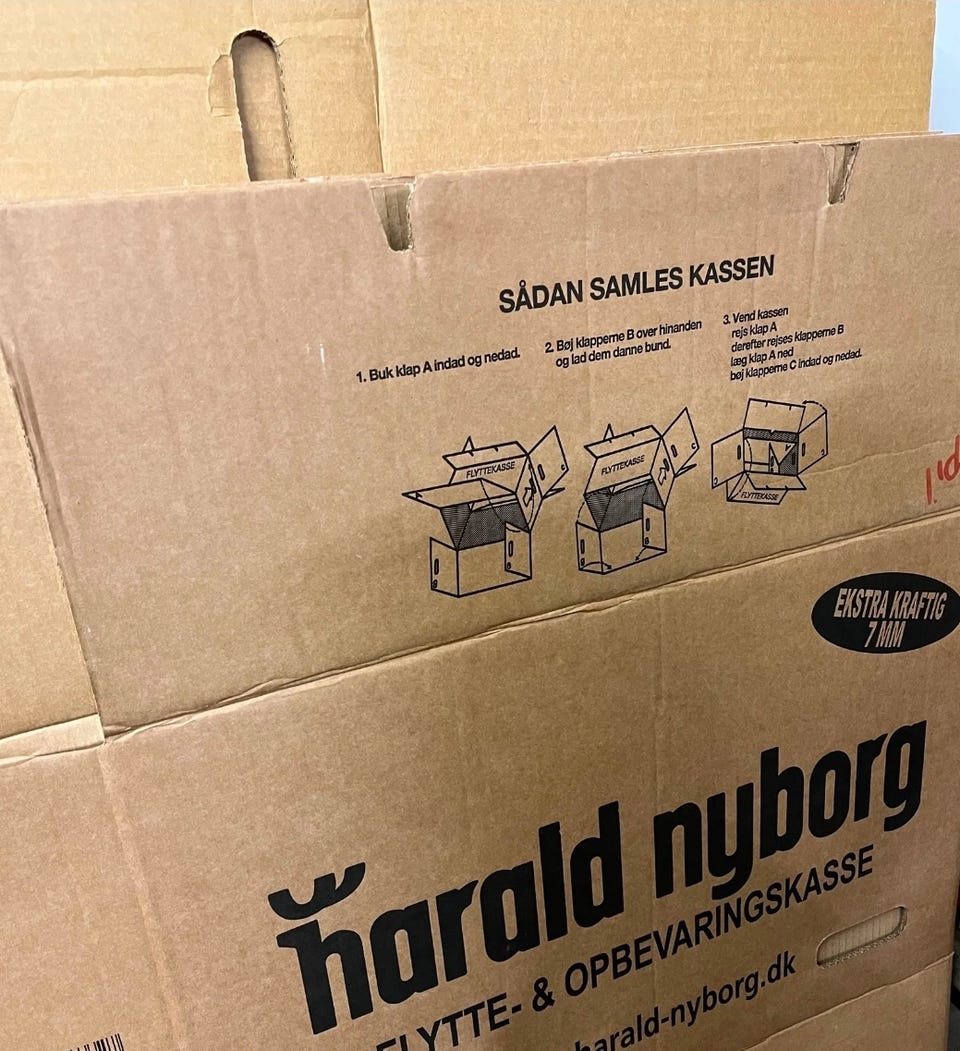 SÅDAN SAMLES KASSEN
1. Buk klap A indad og nedad.
2. Bøj klapperne B over hinanden
og lad dem danne bund.
3. Vend kassen
rejs klap A
derefter rejses klapperne B
læg klap A ned
bøj klapperne C indad og nedad.
FLYTTEKASSE
FLYTTEKASSE
FLYTTEKASSE
EKSTRA KRAFTIG
7 MM
harald nyborg
FLYTTE- & OPBEVARINGSKASSE
harald-nyborg.dk